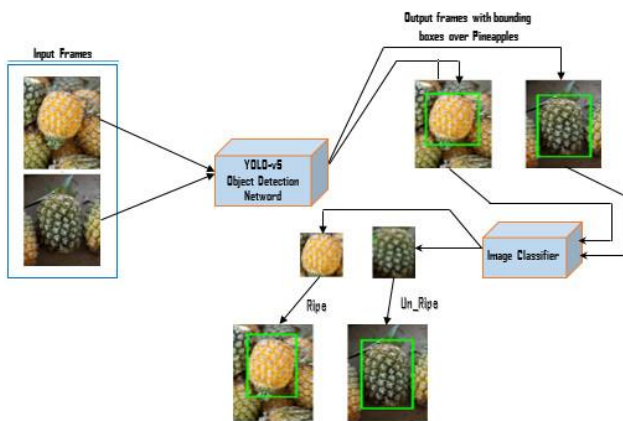 Input Frames
Output frames with bounding
boxes over Pineapples
YOLO-v5
Object Detection
Netword
Image Classifier
Ripe
Un_Ripe